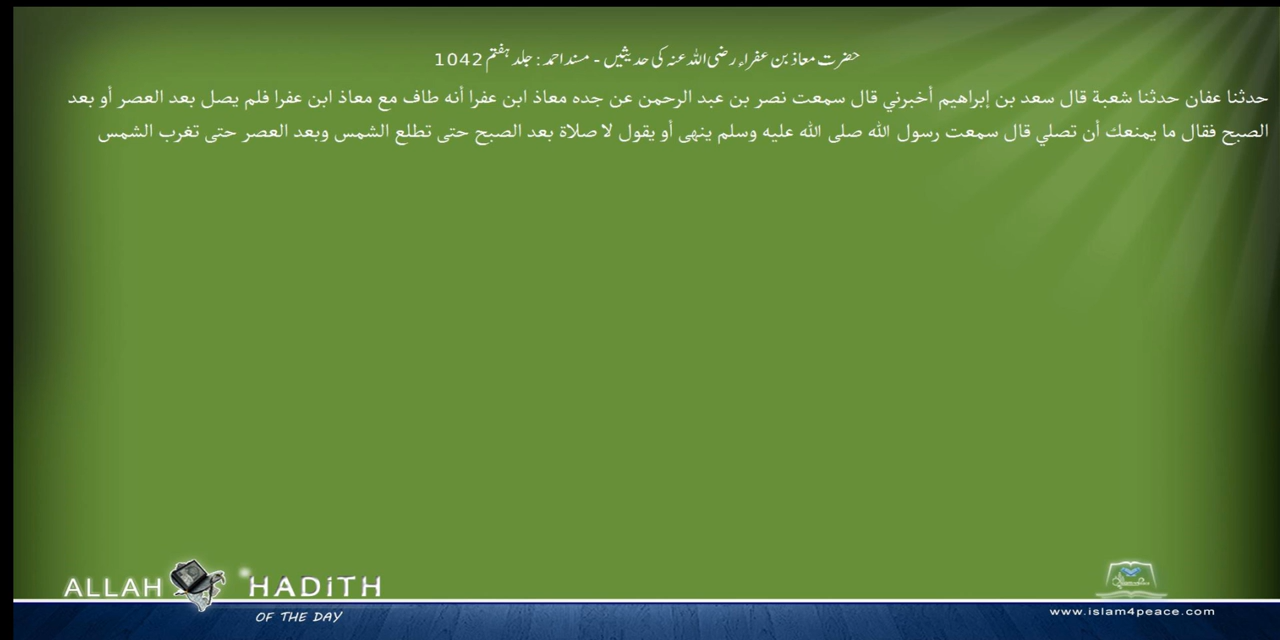 حضرت معاذ بن عفراء رضی اللہ عنہ کی حدیثیں - مسند احمد : جلد ہفتم 1042
حدثنا عفان حدثنا شعبة قال سعد بن إبراهيم أخبرني قال سمعت نصر بن عبد الرحمن عن جده معاذ ابن عفرا أنه طاف مع معاذ ابن عفرا فلم يصل بعد العصر أو بعد
الصبح فقال ما يمنعك أن تصلي قال سمعت رسول الله صلى الله عليه وسلم ينهى أو يقول لا صلاة بعد الصبح حتى تطلع الشمس وبعد العصر حتى تغرب الشمس
ALLAH HADiTH
OF THE DAY
www.islam4peace.com